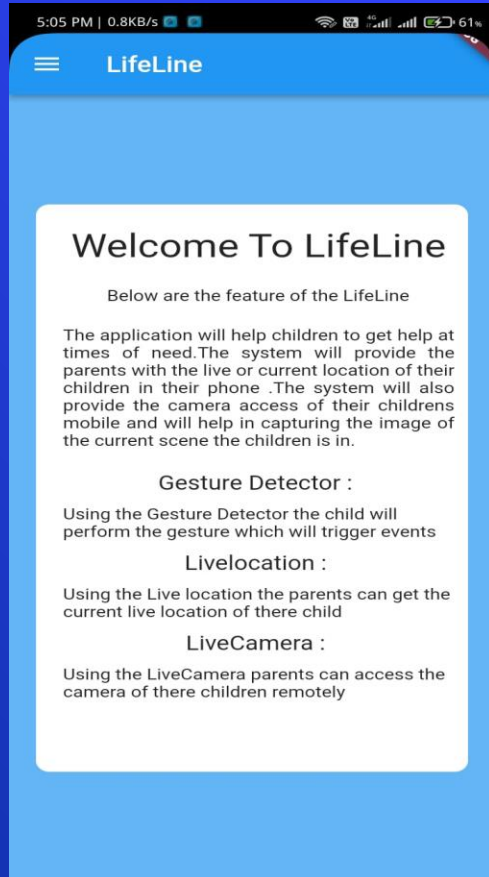 5:05 PM | 0.8KB/s 4G 61%
LifeLine
Welcome To LifeLine
Below are the feature of the LifeLine
The application will help children to get help at
times of need.The system will provide the
parents with the live or current location of their
children in their phone .The system will also
provide the camera access of their childrens
mobile and will help in capturing the image of
the current scene the children is in.
Gesture Detector :
Using the Gesture Detector the child will
perform the gesture which will trigger events
Livelocation :
Using the Live location the parents can get the
current live location of there child
LiveCamera :
Using the LiveCamera parents can access the
camera of there children remotely